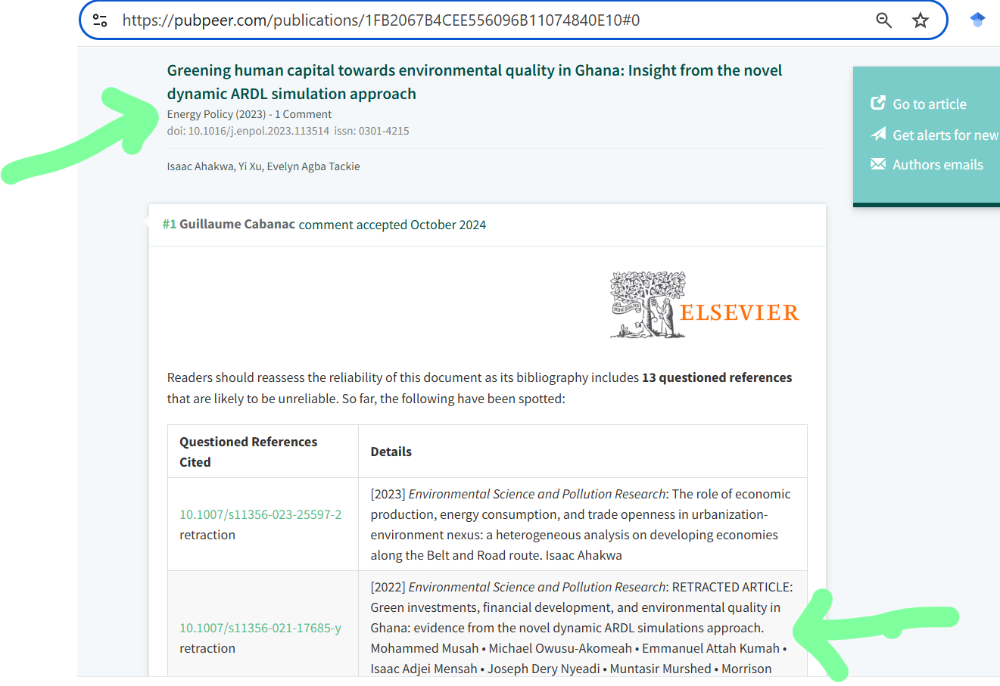 https://pubpeer.com/publications/1FB2067B4CEE556096B11074840E10#0
Greening human capital towards environmental quality in Ghana: Insight from the novel
dynamic ARDL simulation approach
Energy Policy (2023) - 1 Comment
doi: 10.1016/j.enpol.2023.113514 issn: 0301-4215
Isaac Ahakwa, Yi Xu, Evelyn Agba Tackie
Go to article
Get alerts for new
Authors emails
#1 Guillaume Cabanac comment accepted October 2024
NON SOLUS
ELSEVIER
Readers should reassess the reliability of this document as its bibliography includes 13 questioned references
that are likely to be unreliable. So far, the following have been spotted:
Questioned References
Cited
Details
10.1007/s11356-023-25597-2
retraction
[2023] Environmental Science and Pollution Research: The role of economic
production, energy consumption, and trade openness in urbanization-
environment nexus: a heterogeneous analysis on developing economies
along the Belt and Road route. Isaac Ahakwa
10.1007/s11356-021-17685-y
retraction
[2022] Environmental Science and Pollution Research: RETRACTED ARTICLE:
Green investments, financial development, and environmental quality in
Ghana: evidence from the novel dynamic ARDL simulations approach.
Mohammed Musah • Michael Owusu-Akomeah • Emmanuel Attah Kumah •
Isaac Adjei Mensah • Joseph Dery Nyeadi • Muntasir Murshed • Morrison